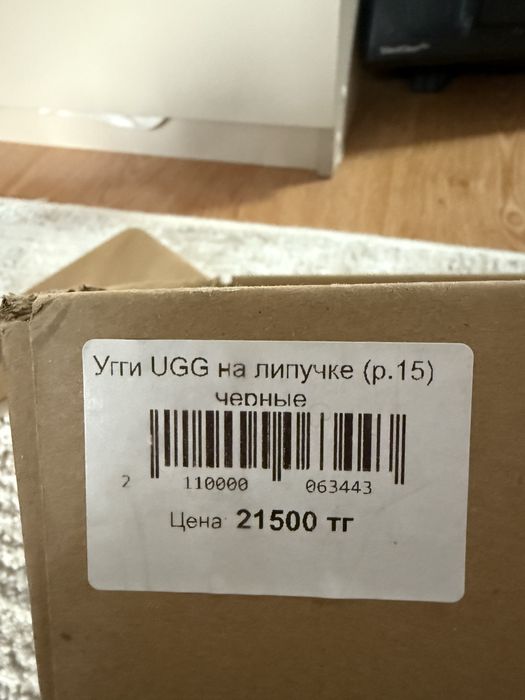 Угги UGG на липучке (р.15)
черные
2 110000 063443
Цена 21500 тг